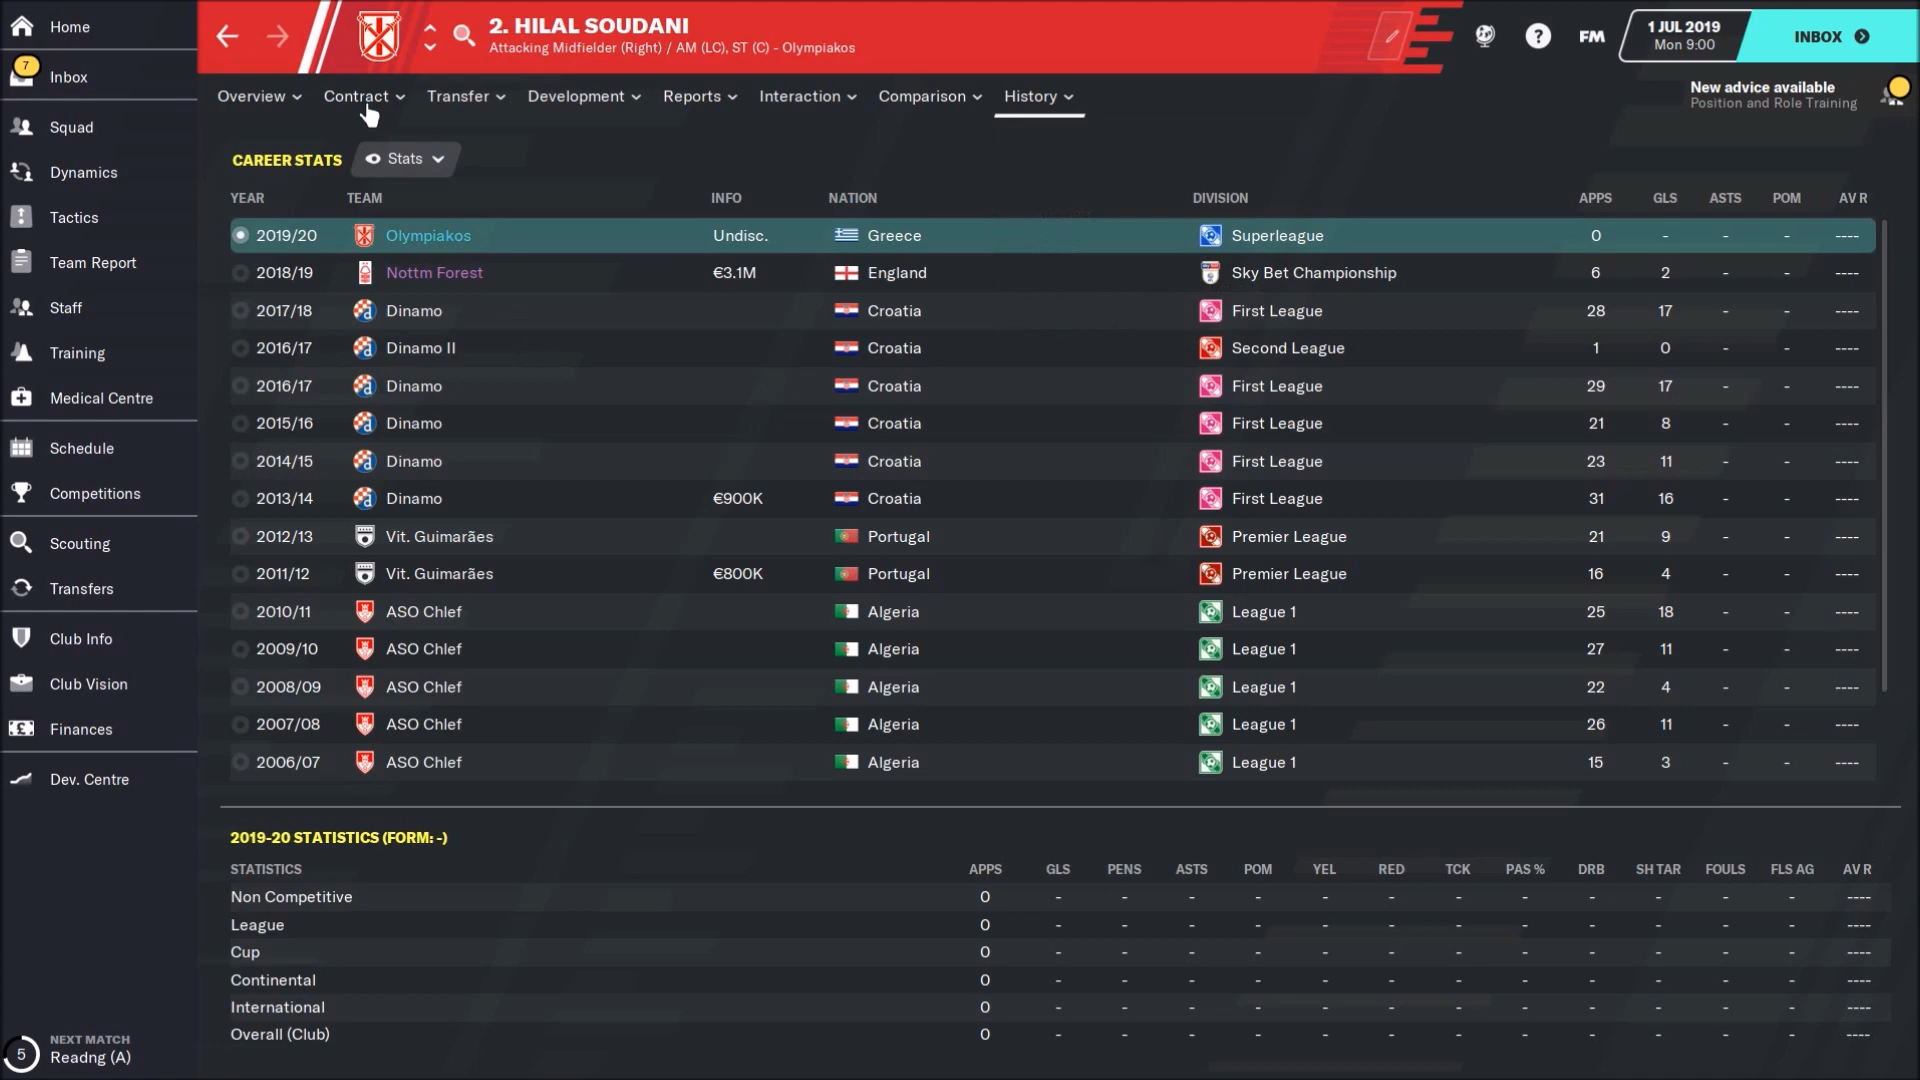 Home
7
Inbox
Squad
Dynamics
Tactics
Team Report
Staff
Training
Medical Centre
Schedule
Competitions
Scouting
Transfers
Club Info
Club Vision
Finances
Dev. Centre
5
NEXT MATCH
Readng (A)
2. HILAL SOUDANI
Attacking Midfielder (Right) / AM (LC), ST (C) - Olympiakos
? FM
1 JUL 2019
Mon 9:00
INBOX
Overview Contract Transfer Development Reports Interaction Comparison History
New advice available
Position and Role Training
CAREER STATS Stats
YEAR TEAM INFO NATION DIVISION APPS GLS ASTS POM AV R
2019/20 Olympiakos Undisc. Greece Superleague 0 - - - ----
2018/19 Nottm Forest €3.1M England Sky Bet Championship 6 2 - - ----
2017/18 Dinamo Croatia First League 28 17 - - ----
2016/17 Dinamo II Croatia Second League 1 0 - - ----
2016/17 Dinamo Croatia First League 29 17 - - ----
2015/16 Dinamo Croatia First League 21 8 - - ----
2014/15 Dinamo Croatia First League 23 11 - - ----
2013/14 Dinamo €900K Croatia First League 31 16 - - ----
2012/13 Vit. Guimarães Portugal Premier League 21 9 - - ----
2011/12 Vit. Guimarães €800K Portugal Premier League 16 4 - - ----
2010/11 ASO Chlef Algeria League 1 25 18 - - ----
2009/10 ASO Chlef Algeria League 1 27 11 - - ----
2008/09 ASO Chlef Algeria League 1 22 4 - - ----
2007/08 ASO Chlef Algeria League 1 26 11 - - ----
2006/07 ASO Chlef Algeria League 1 15 3 - - ----
2019-20 STATISTICS (FORM: -)
STATISTICS APPS GLS PENS ASTS POM YEL RED TCK PAS % DRB SH TAR FOULS FLS AG AV R
Non Competitive 0 - - - - - - - - - - - - ----
League 0 - - - - - - - - - - - - ----
Cup 0 - - - - - - - - - - - - ----
Continental 0 - - - - - - - - - - - - ----
International 0 - - - - - - - - - - - - ----
Overall (Club) 0 - - - - - - - - - - - - ----